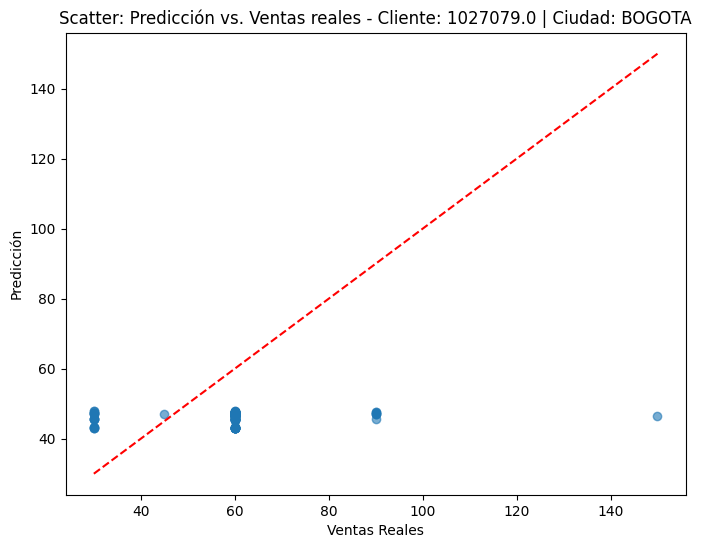 Scatter: Predicción vs. Ventas reales - Cliente: 1027079.0 | Ciudad: BOGOTA
140
120
100
80
60
40
Predicción
40 60 80 100 120 140
Ventas Reales